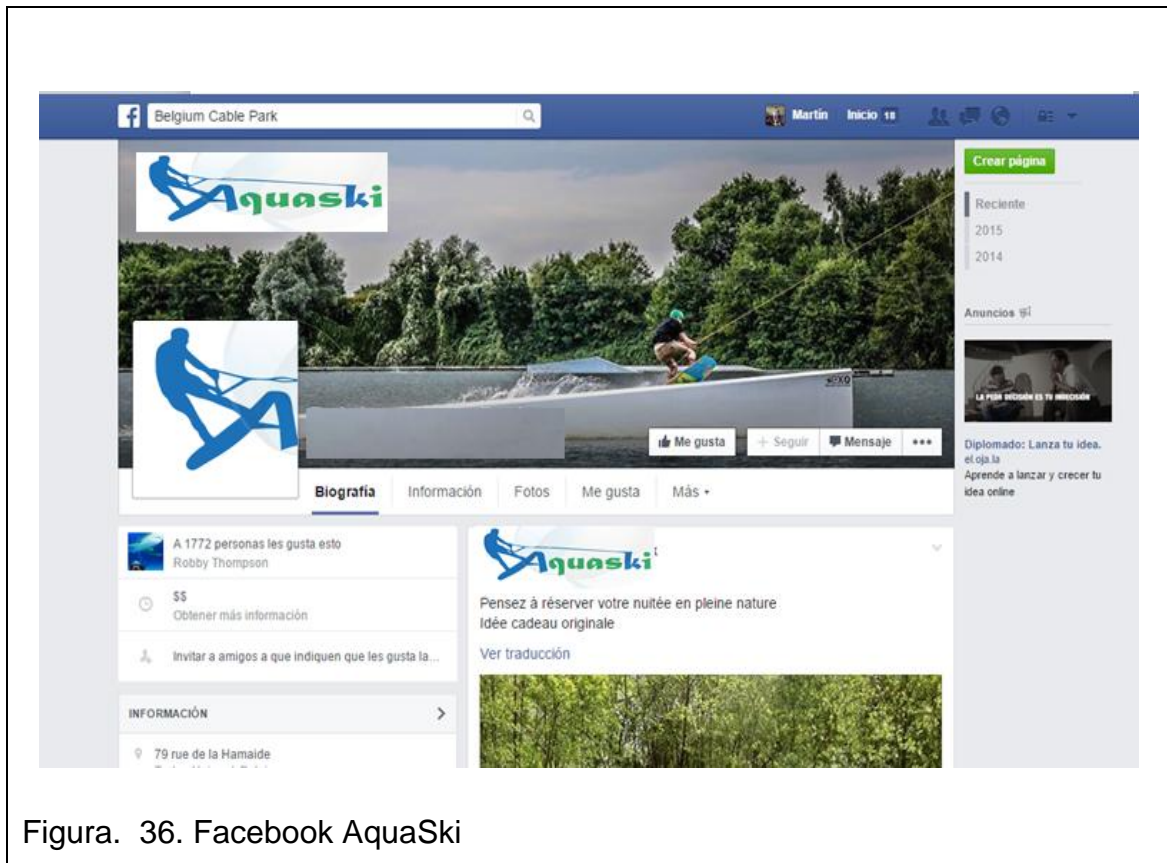 Belgium Cable Park
Martín Inicio 18
Aquaski
Crear página
Reciente
2015
2014
Anuncios
LA PEOR DECISIÓN ES TU INDECISIÓN
Diplomado: Lanza tu idea.
el.oja.la
Aprende a lanzar y crecer tu
idea online
Me gusta + Seguir Mensaje •••
Biografía Información Fotos Me gusta Más
A 1772 personas les gusta esto
Robby Thompson
$$
Obtener más información
Invitar a amigos a que indiquen que les gusta la...
INFORMACIÓN
79 rue de la Hamaide
Aquaski
Pensez à réserver votre nuitée en pleine nature
Idée cadeau originale
Ver traducción
Figura. 36. Facebook AquaSki